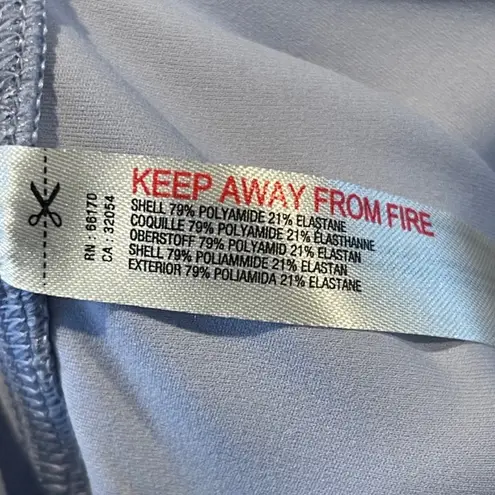 KEEP AWAY FROM FIRE
SHELL 79% POLYAMIDE 21% ELASTANE
COQUILLE 79% POLYAMIDE 21% ÉLASTHANNE
OBERSTOFF 79% POLYAMID 21% ELASTAN
SHELL 79% POLIAMMIDE 21% ELASTAN
EXTERIOR 79% POLIAMIDA 21% ELASTANE
RN : 66170
CA : 32054